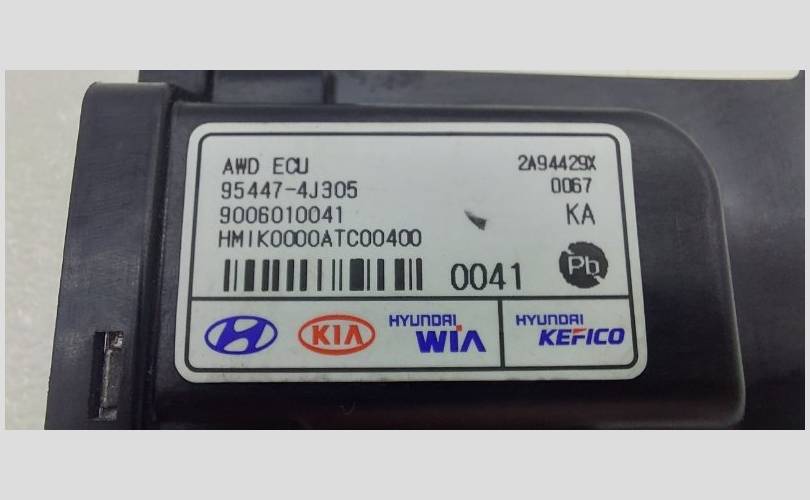 AWD ECU 2A94429X
95447-4J305 0067
9006010041 KA
HMIK0000ATC00400
0041 Pb
KIA HYUNDAI WIA HYUNDAI KEFICO